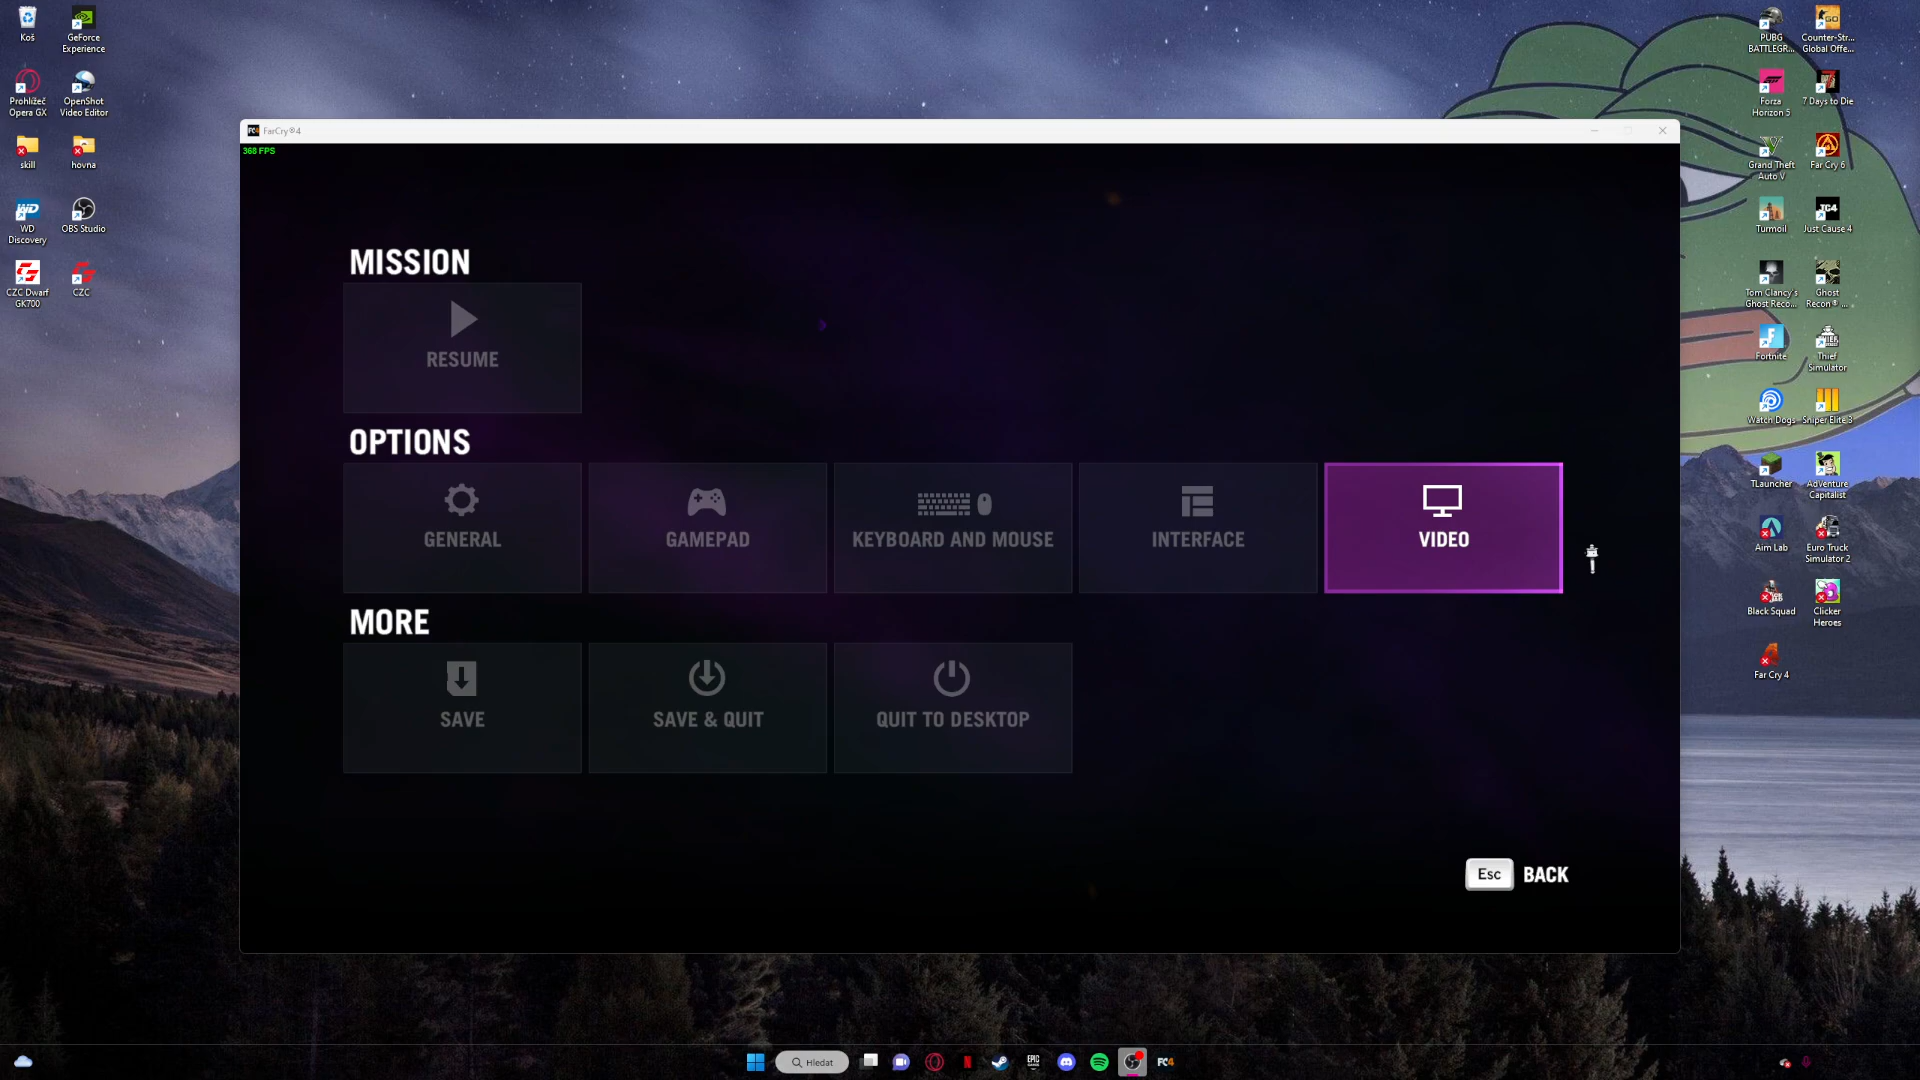 Koš
GeForce
Experience
Prohlížeč
Opera GX
OpenShot
Video Editor
skill
hovna
WD
WD
Discovery
OBS Studio
CZC Dwarf
GK700
CZC
FC4
FarCry®4
368 FPS
MISSION
RESUME
OPTIONS
GENERAL
GAMEPAD
KEYBOARD AND MOUSE
INTERFACE
VIDEO
MORE
SAVE
SAVE & QUIT
QUIT TO DESKTOP
Esc
BACK
PUBG
BATTLEGR...
Counter-Str...
Global Offe...
Forza
Horizon 5
7 Days to Die
Grand Theft
Auto V
Far Cry 6
Turmoil
JC4
Just Cause 4
Tom Clancy's
Ghost Reco...
Ghost
Recon® ...
Fortnite
Thief
Simulator
Watch Dogs
Sniper Elite 3
TLauncher
AdVenture
Capitalist
Aim Lab
Euro Truck
Simulator 2
Black Squad
Clicker
Heroes
Far Cry 4
Hledat
EPIC
FC4